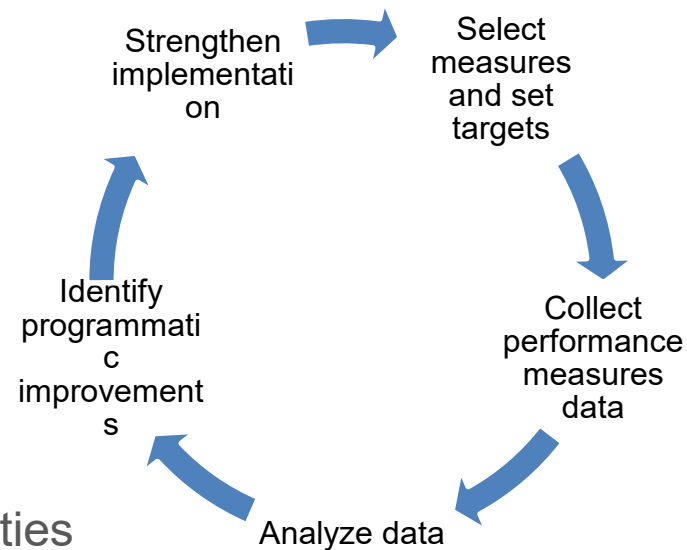 Strengthen
implementati
on
Select
measures
and set
targets
Collect
performance
measures
data
Analyze data
Identify
programmati
c
improvement
s
ties